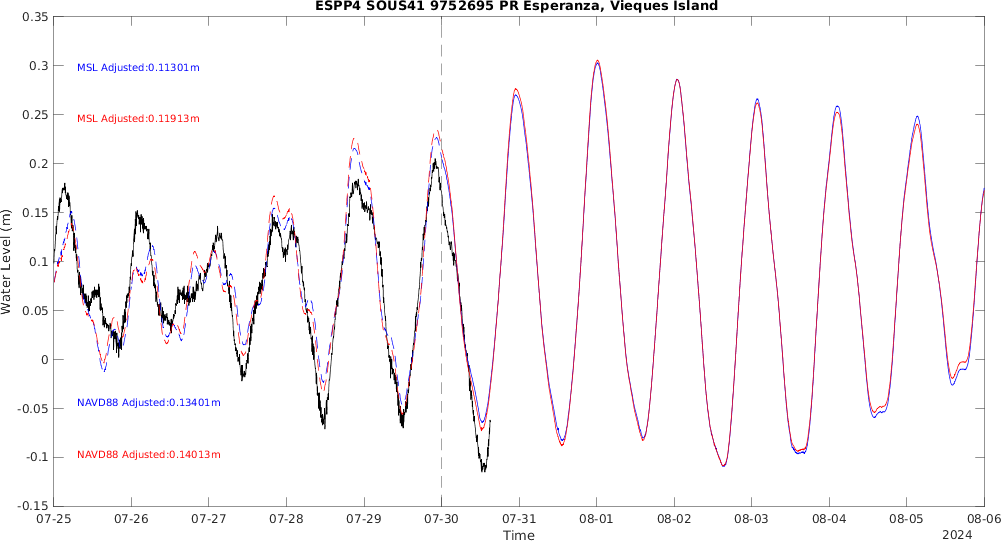 ESPP4 SOUS41 9752695 PR Esperanza, Vieques Island
0.35
0.3
0.25
0.2
0.15
0.1
0.05
0
-0.05
-0.1
-0.15
Water Level (m)
MSL Adjusted:0.11301m
MSL Adjusted:0.11913m
NAVD88 Adjusted:0.13401m
NAVD88 Adjusted:0.14013m
07-25 07-26 07-27 07-28 07-29 07-30 07-31 08-01 08-02 08-03 08-04 08-05 08-06
Time
2024